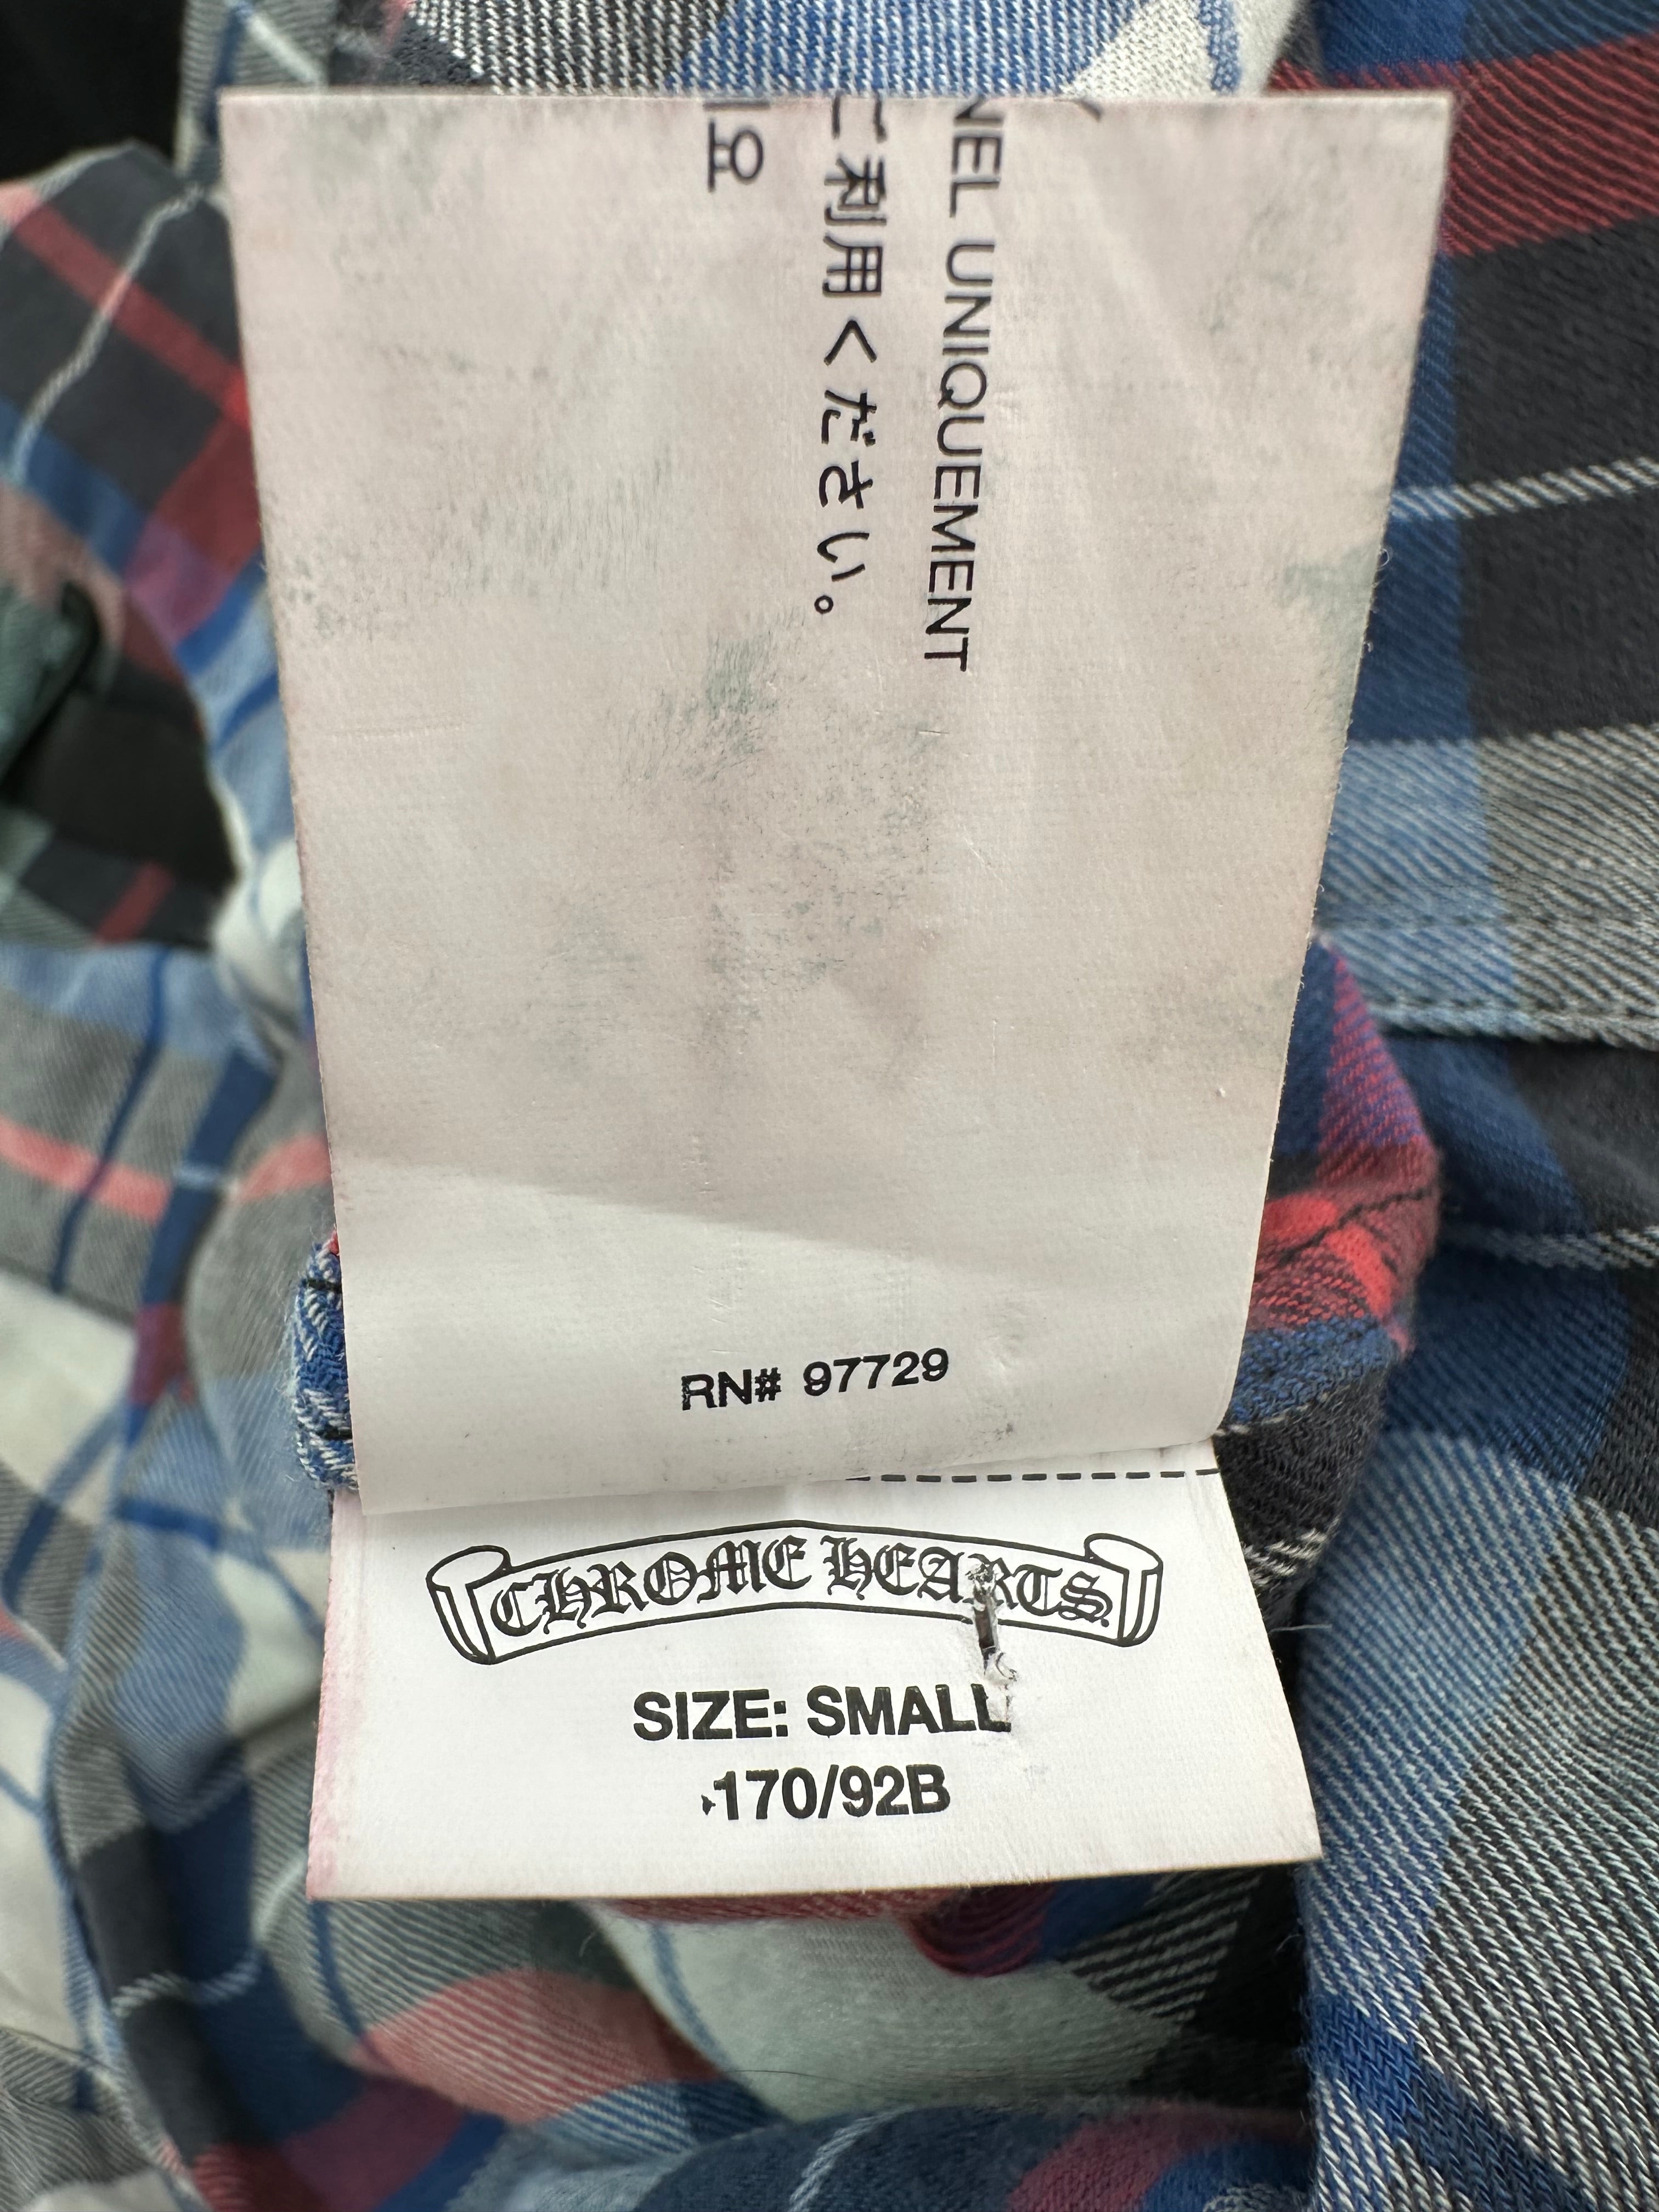 NEL UNIQUEMENT
ご利用ください。
요
RN# 97729
CHROME HEARTS
SIZE: SMALL
170/92B